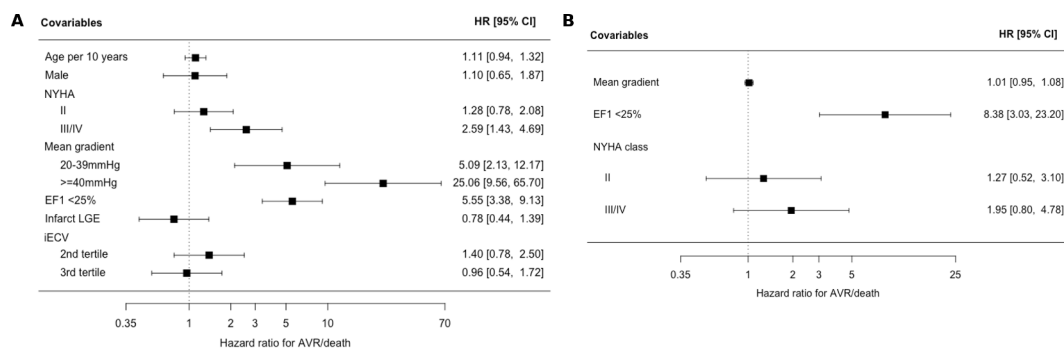 A
Covariables HR [95% CI]
Age per 10 years 1.11 [0.94, 1.32]
Male 1.10 [0.65, 1.87]
NYHA
II 1.28 [0.78, 2.08]
III/IV 2.59 [1.43, 4.69]
Mean gradient
20-39mmHg 5.09 [2.13, 12.17]
>=40mmHg 25.06 [9.56, 65.70]
EF1 <25% 5.55 [3.38, 9.13]
Infarct LGE 0.78 [0.44, 1.39]
iECV
2nd tertile 1.40 [0.78, 2.50]
3rd tertile 0.96 [0.54, 1.72]
0.35 1 2 3 5 10 70
Hazard ratio for AVR/death
B
Covariables HR [95% CI]
Mean gradient 1.01 [0.95, 1.08]
EF1 <25% 8.38 [3.03, 23.20]
NYHA class
II 1.27 [0.52, 3.10]
III/IV 1.95 [0.80, 4.78]
0.35 1 2 3 5 25
Hazard ratio for AVR/death